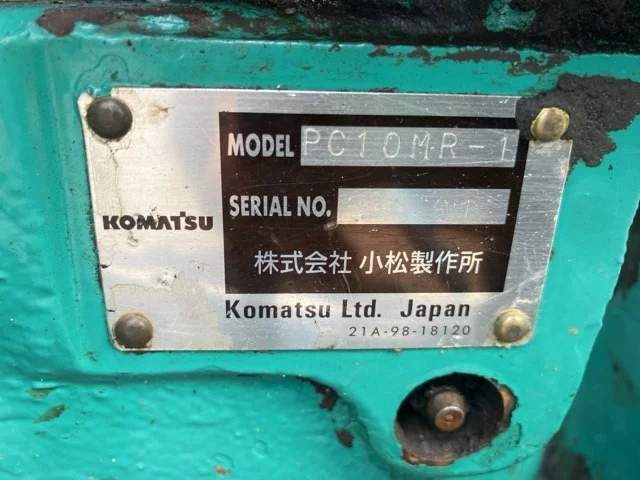 MODEL PC10MR-1
SERIAL NO.
KOMATSU
株式会社 小松製作所
Komatsu Ltd. Japan
21A-98-18120